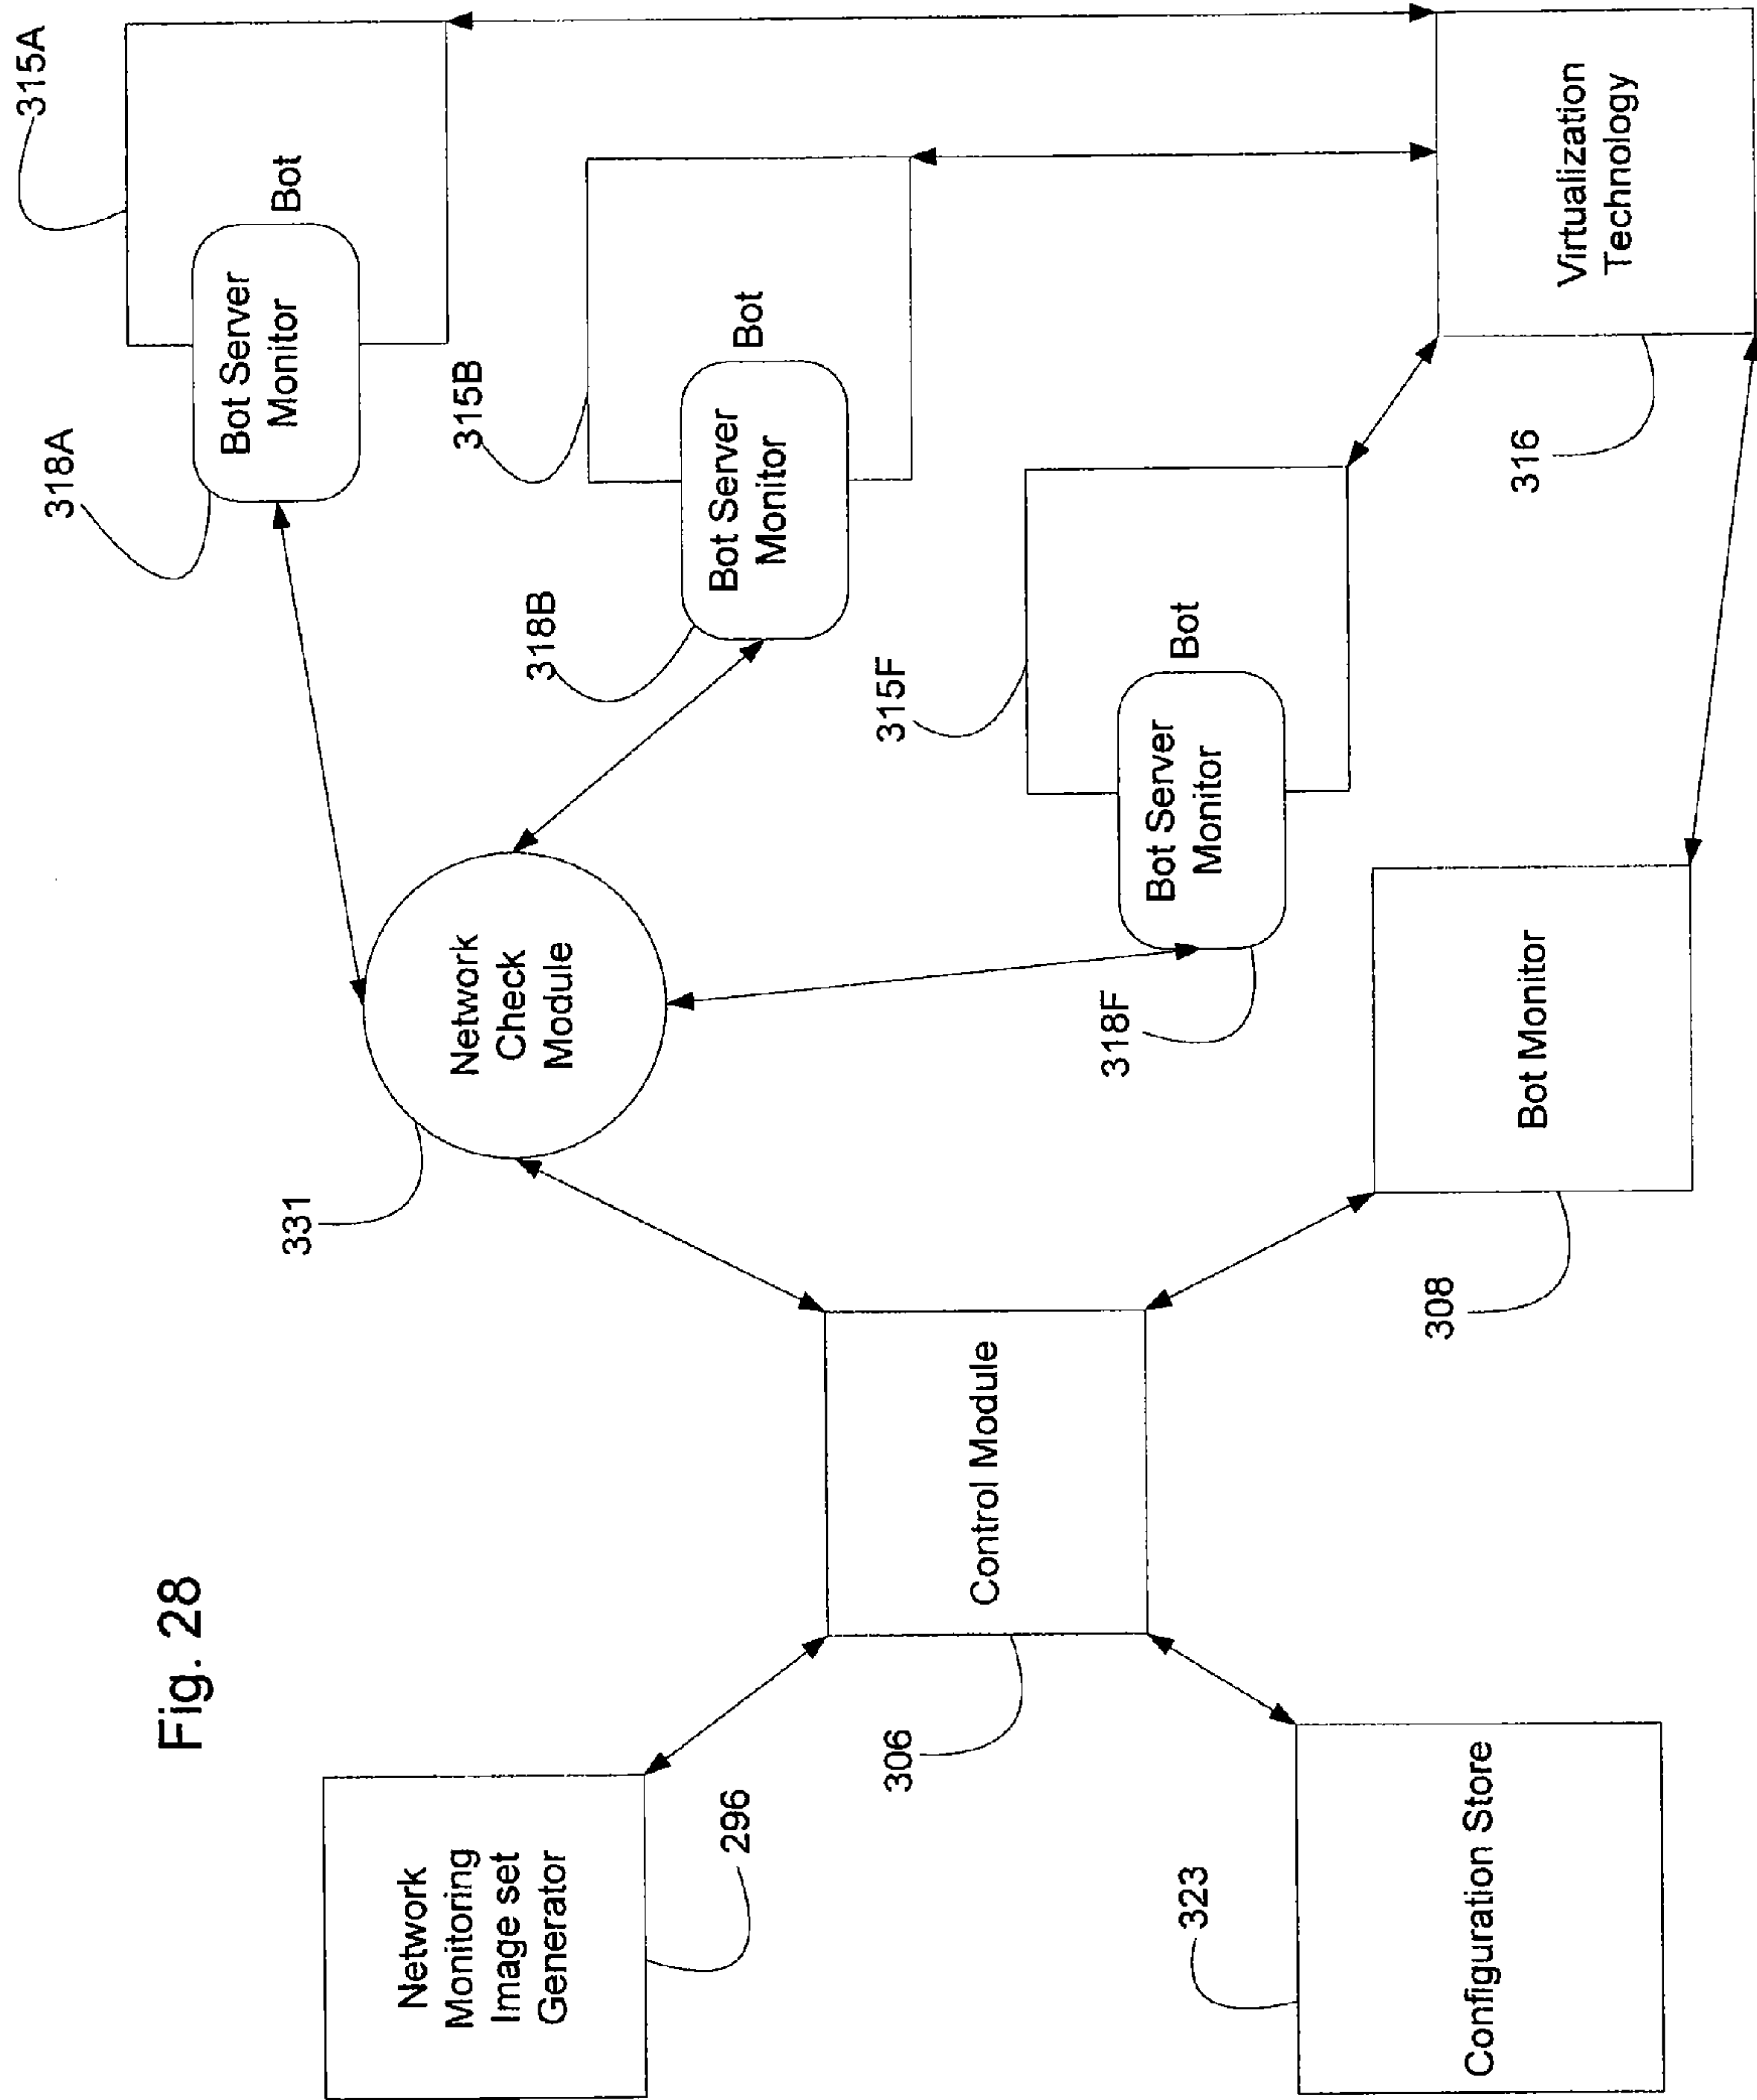 Fig. 28
Network
Monitoring
Image set
Generator
296
Configuration Store
323
Control Module
306
Network
Check
Module
331
Bot Monitor
308
Bot Server
Monitor
Bot
318A
315A
Bot Server
Monitor
Bot
318B
315B
Bot Server
Monitor
Bot
318F
315F
Virtualization
Technology
316